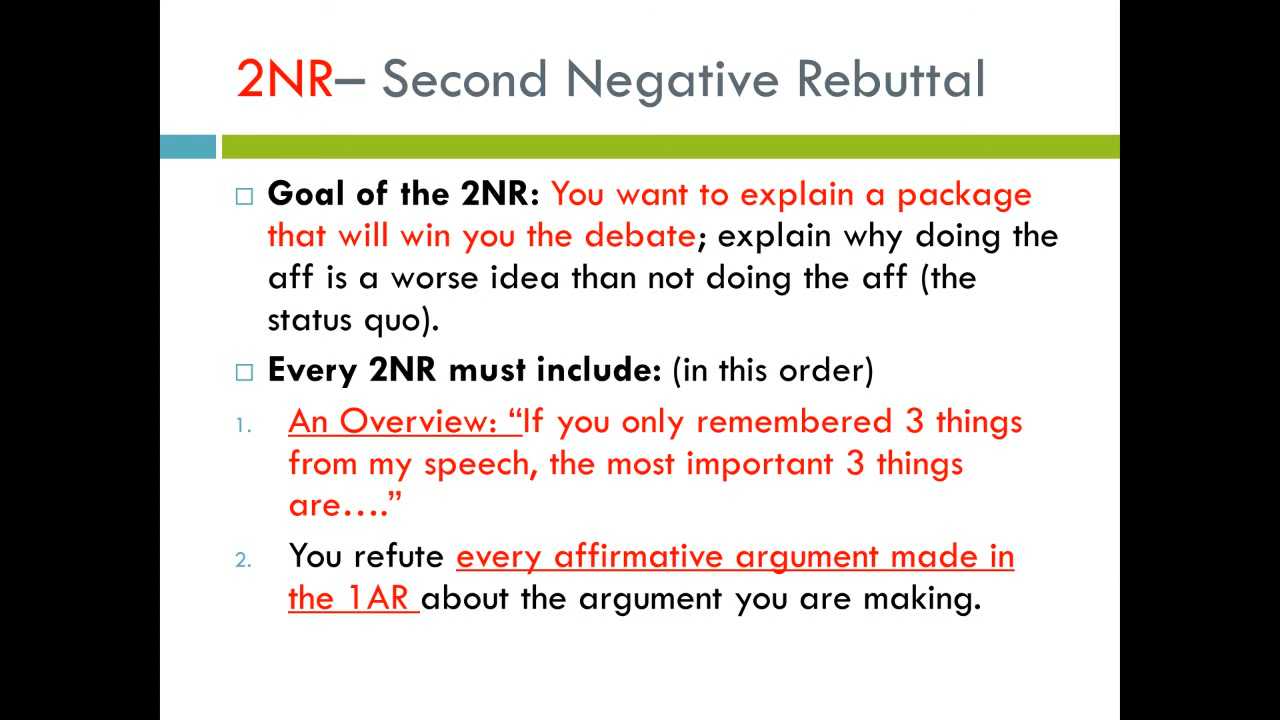 2NR– Second Negative Rebuttal
Goal of the 2NR: You want to explain a package
that will win you the debate; explain why doing the
aff is a worse idea than not doing the aff (the
status quo).
Every 2NR must include: (in this order)
1. An Overview: “If you only remembered 3 things
from my speech, the most important 3 things
are….”
2. You refute every affirmative argument made in
the 1AR about the argument you are making.